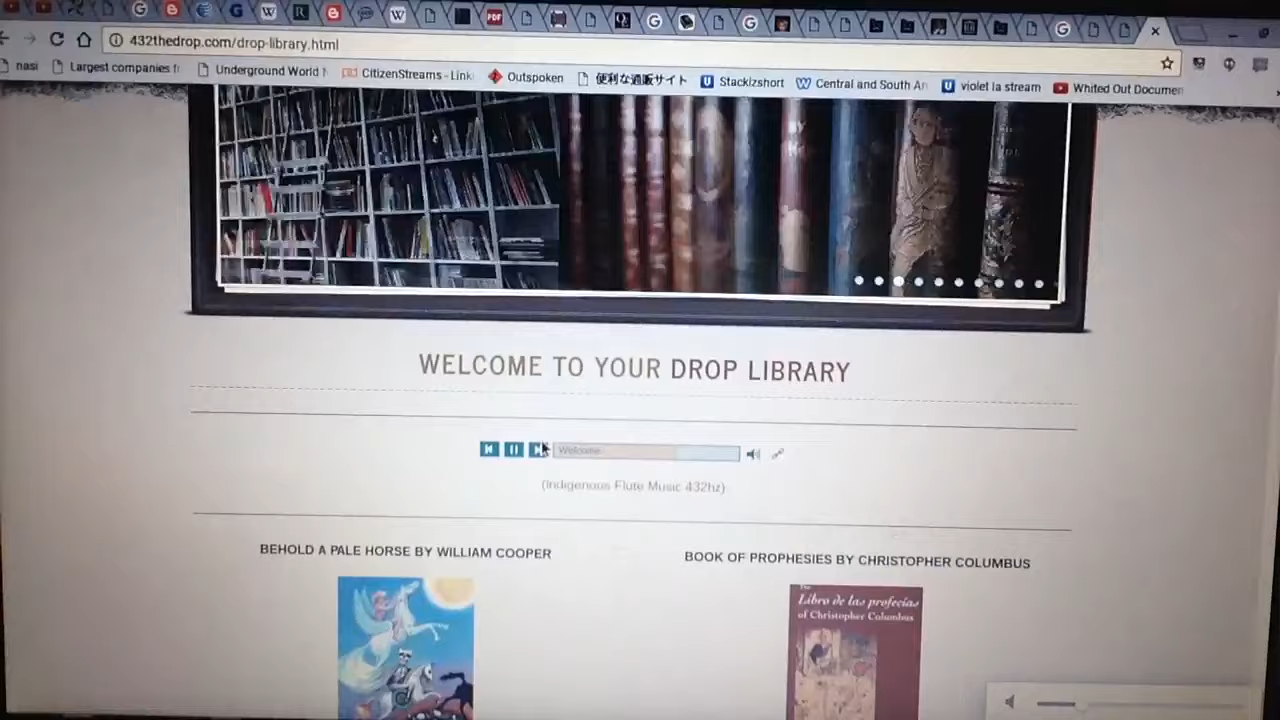 432thedrop.com/drop-library.html
nasi
Largest companies f
Underground World
CitizenStreams - Link
Outspoken
便利な通販サイト
Stackizshort
Central and South Am
violet la stream
Whited Out Documen
WELCOME TO YOUR DROP LIBRARY
Welcome
(Indigenous Flute Music 432hz)
BEHOLD A PALE HORSE BY WILLIAM COOPER
BOOK OF PROPHESIES BY CHRISTOPHER COLUMBUS
The
Libro de las profecías
of Christopher Columbus